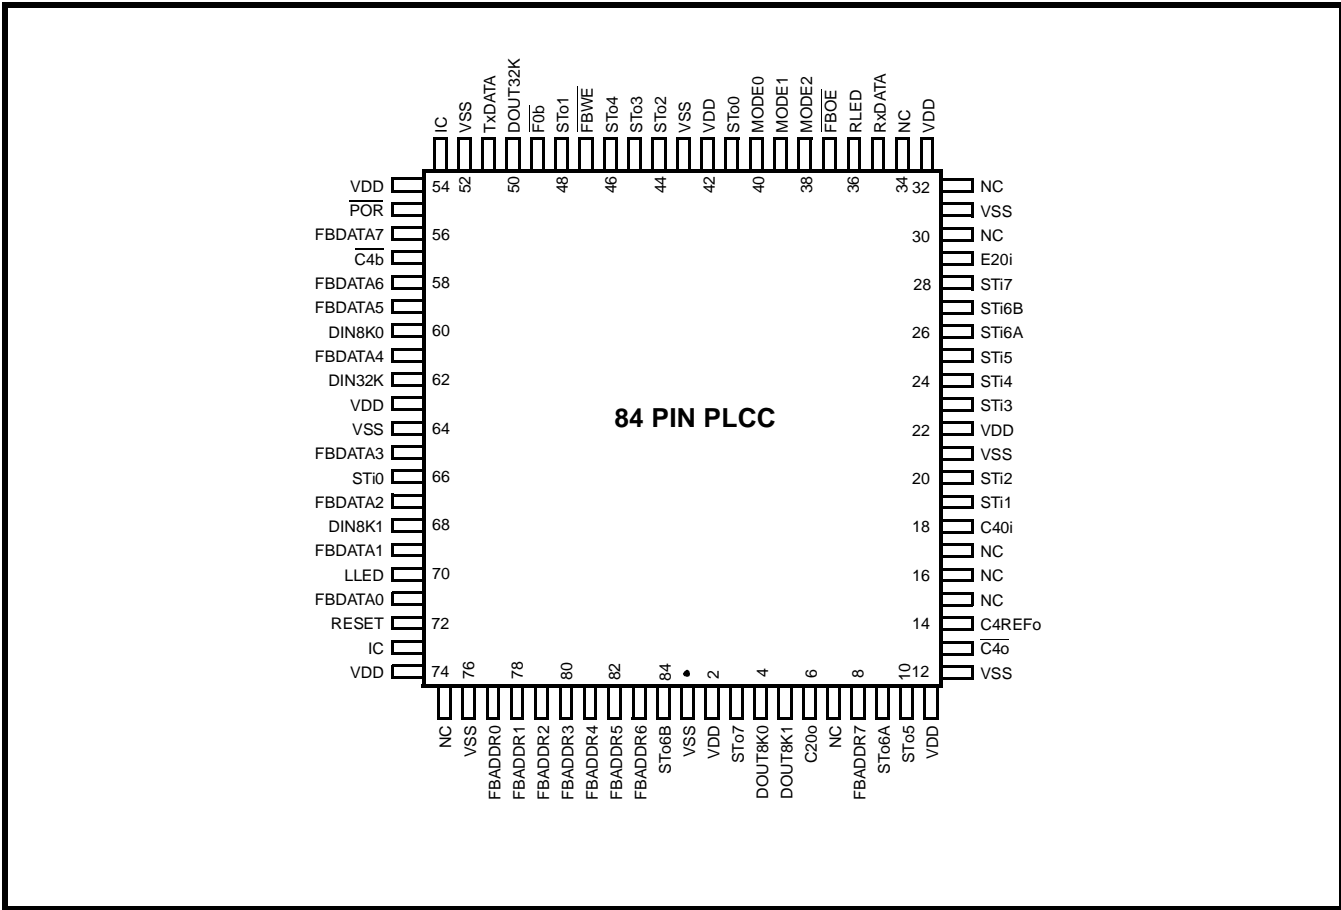 IC VSS TxDATA DOUT32K F0b STo1 FBWE STo4 STo3 STo2 VSS VDD STo0 MODE0 MODE1 MODE2 FBOE RLED RxDATA NC VDD
VDD 54 52 50 48 46 44 42 40 38 36 34 32 NC
POR VSS
FBDATA7 56 30 NC
C4b E20i
FBDATA6 58 28 STi7
FBDATA5 STi6B
DIN8K0 60 26 STi6A
FBDATA4 STi5
DIN32K 62 24 STi4
VDD STi3
VSS 64 22 VDD
FBDATA3 VSS
STi0 66 20 STi2
FBDATA2 STi1
DIN8K1 68 18 C40i
FBDATA1 NC
LLED 70 16 NC
FBDATA0 NC
RESET 72 14 C4REFo
IC C4o
VDD 74 76 78 80 82 84 2 4 6 8 10 12 VSS
NC VSS FBADDR0 FBADDR1 FBADDR2 FBADDR3 FBADDR4 FBADDR5 FBADDR6 STo6B VSS VDD STo7 DOUT8K0 DOUT8K1 C20o NC FBADDR7 STo6A STo5 VDD
84 PIN PLCC